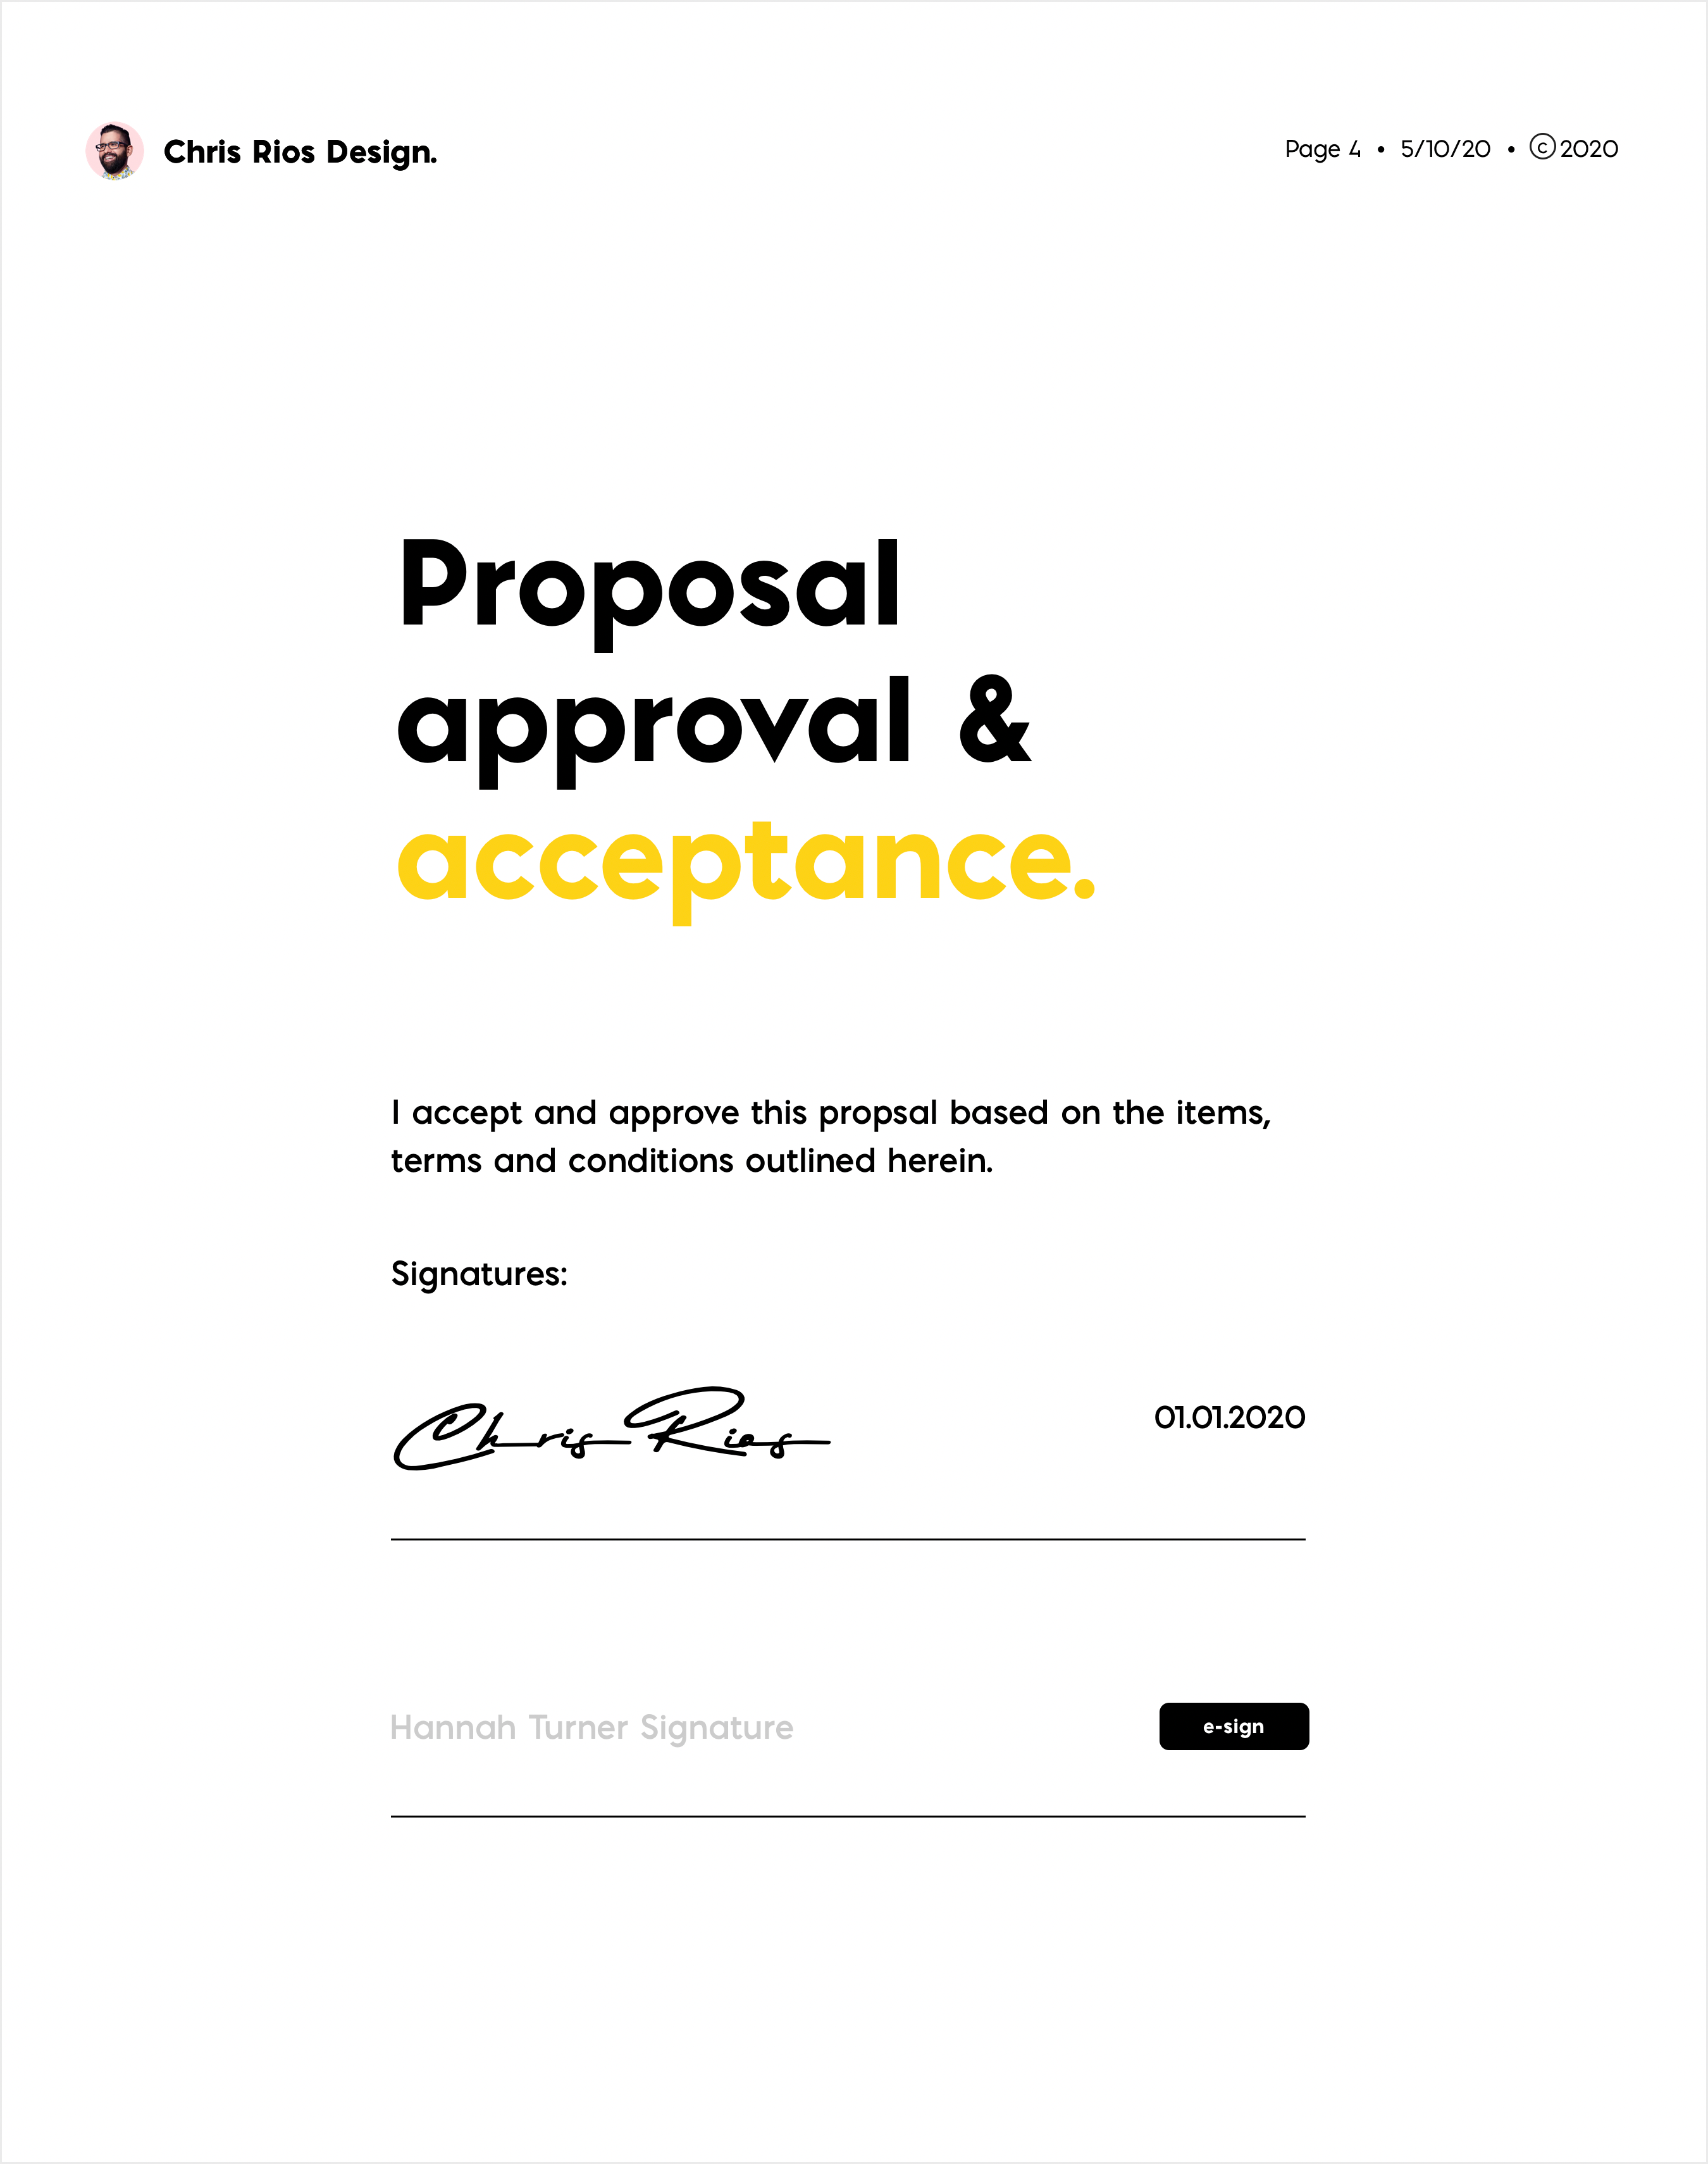 Chris Rios Design.
Page 4 • 5/10/20 • ©2020
Proposal
approval &
acceptance.
I accept and approve this propsal based on the items,
terms and conditions outlined herein.
Signatures:
Chris Rios
01.01.2020
Hannah Turner Signature
e-sign